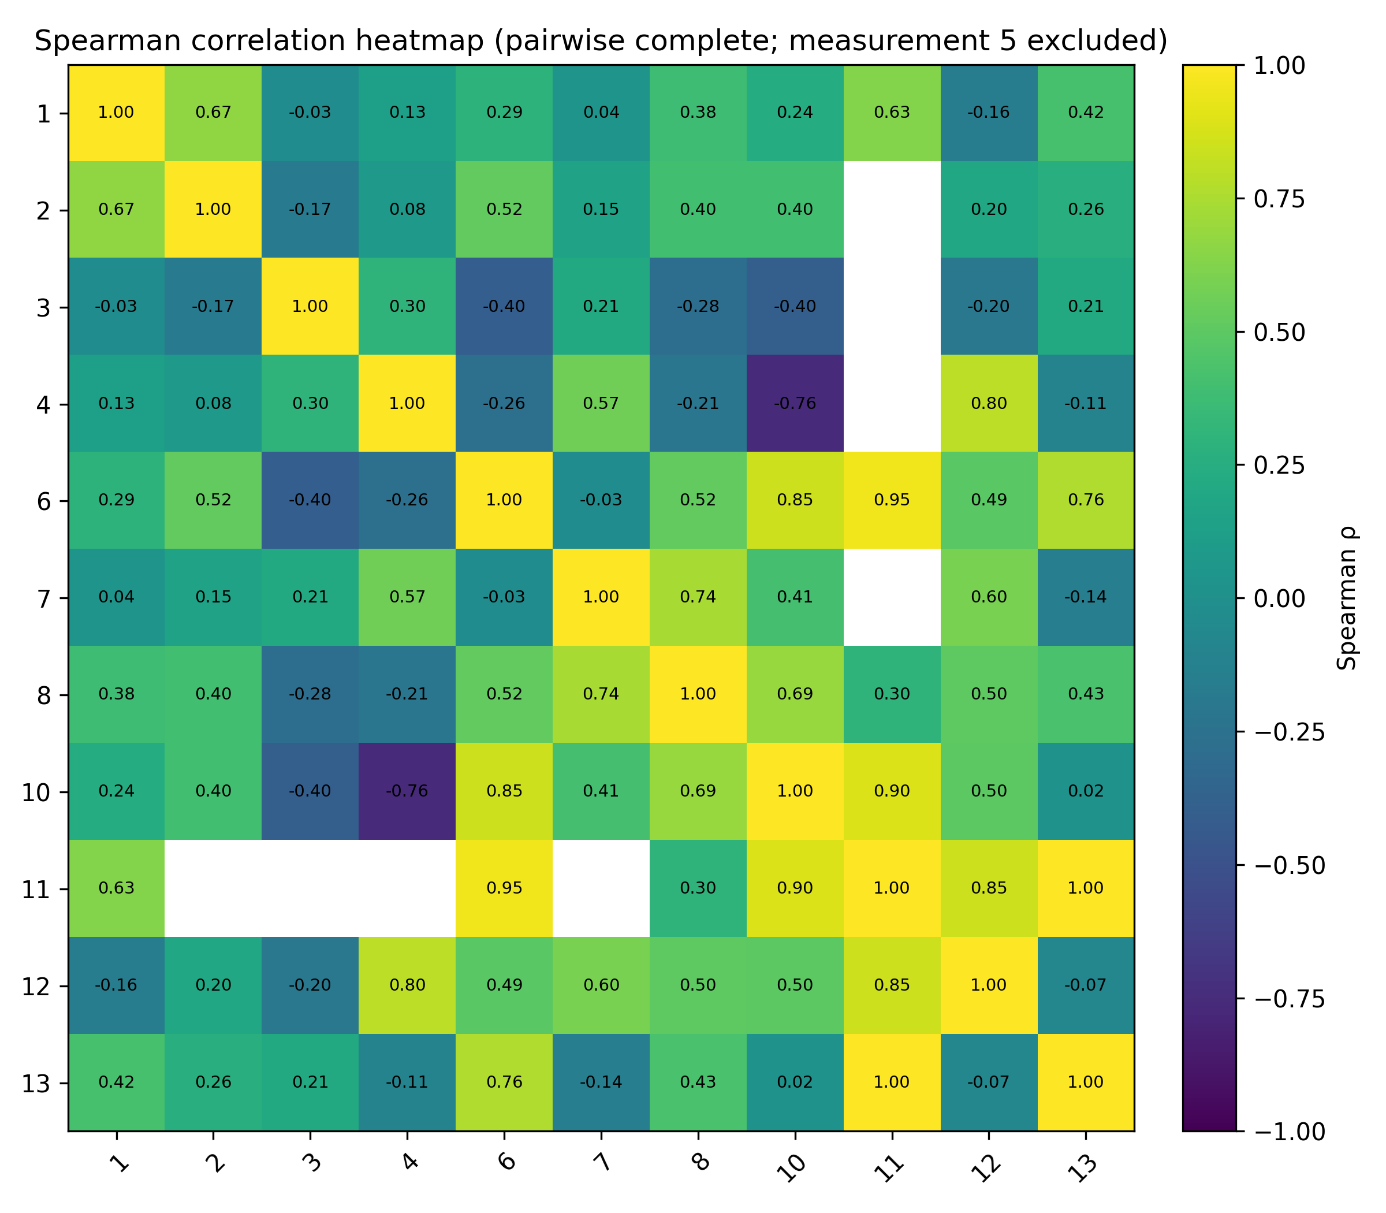 Spearman correlation heatmap (pairwise complete; measurement 5 excluded)
1 1.00 0.67 -0.03 0.13 0.29 0.04 0.38 0.24 0.63 -0.16 0.42
2 0.67 1.00 -0.17 0.08 0.52 0.15 0.40 0.40 0.20 0.26
3 -0.03 -0.17 1.00 0.30 -0.40 0.21 -0.28 -0.40 -0.20 0.21
4 0.13 0.08 0.30 1.00 -0.26 0.57 -0.21 -0.76 0.80 -0.11
6 0.29 0.52 -0.40 -0.26 1.00 -0.03 0.52 0.85 0.95 0.49 0.76
7 0.04 0.15 0.21 0.57 -0.03 1.00 0.74 0.41 0.60 -0.14
8 0.38 0.40 -0.28 -0.21 0.52 0.74 1.00 0.69 0.30 0.50 0.43
10 0.24 0.40 -0.40 -0.76 0.85 0.41 0.69 1.00 0.90 0.50 0.02
11 0.63 0.95 0.30 0.90 1.00 0.85 1.00
12 -0.16 0.20 -0.20 0.80 0.49 0.60 0.50 0.50 0.85 1.00 -0.07
13 0.42 0.26 0.21 -0.11 0.76 -0.14 0.43 0.02 1.00 -0.07 1.00
1 2 3 4 6 7 8 10 11 12 13
1.00
0.75
0.50
0.25
0.00
−0.25
−0.50
−0.75
−1.00
Spearman ρ